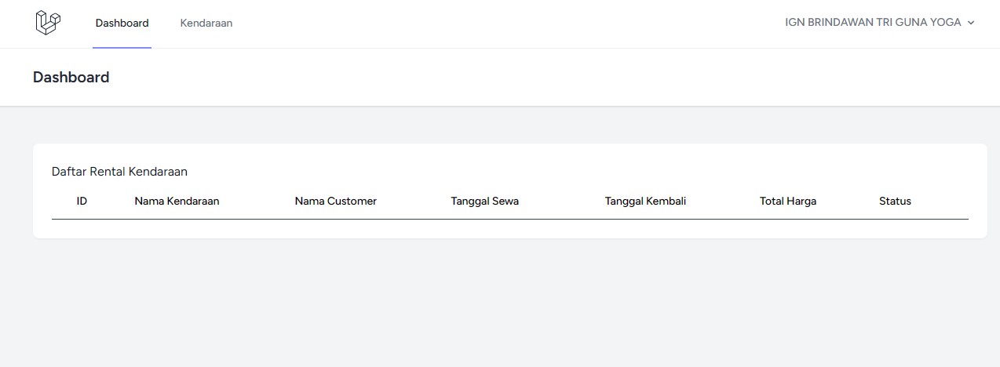 Dashboard Kendaraan IGN BRINDAWAN TRI GUNA YOGA
Dashboard
Daftar Rental Kendaraan
ID Nama Kendaraan Nama Customer Tanggal Sewa Tanggal Kembali Total Harga Status